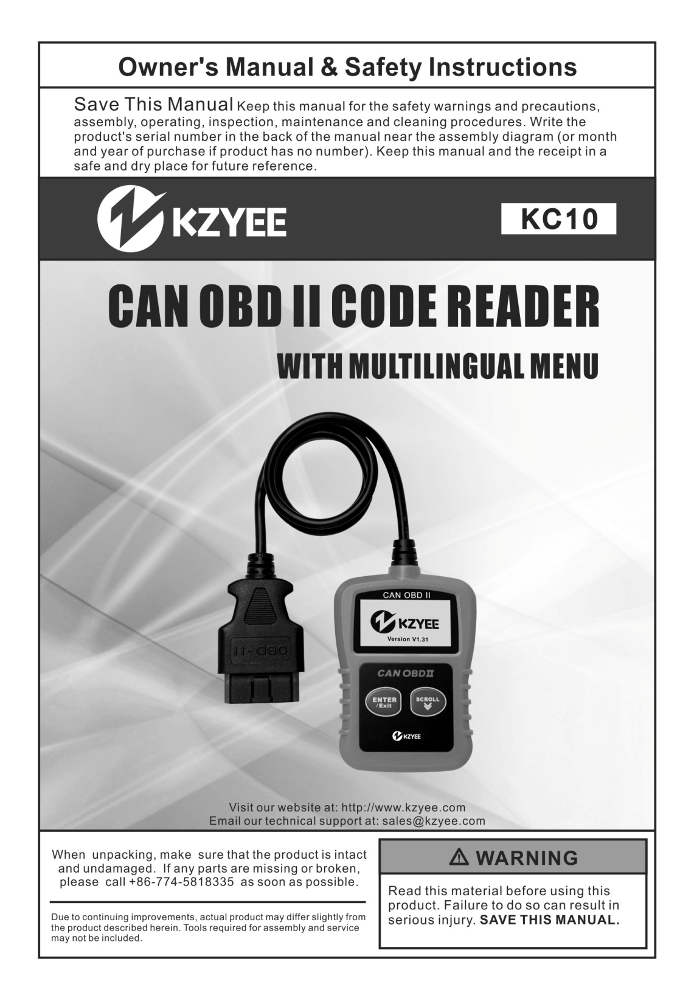 Owner's Manual & Safety Instructions
Save This Manual Keep this manual for the safety warnings and precautions,
assembly, operating, inspection, maintenance and cleaning procedures. Write the
product's serial number in the back of the manual near the assembly diagram (or month
and year of purchase if product has no number). Keep this manual and the receipt in a
safe and dry place for future reference.
KZYEE
KC10
CAN OBD II CODE READER
WITH MULTILINGUAL MENU
CAN OBD II
KZYEE
Version V1.31
OBD-II
CAN OBDII
ENTER
/Exit
SCROLL
KZYEE
Visit our website at: http://www.kzyee.com
Email our technical support at: sales@kzyee.com
When unpacking, make sure that the product is intact
and undamaged. If any parts are missing or broken,
please call +86-774-5818335 as soon as possible.
Due to continuing improvements, actual product may differ slightly from
the product described herein. Tools required for assembly and service
may not be included.
WARNING
Read this material before using this
product. Failure to do so can result in
serious injury. SAVE THIS MANUAL.